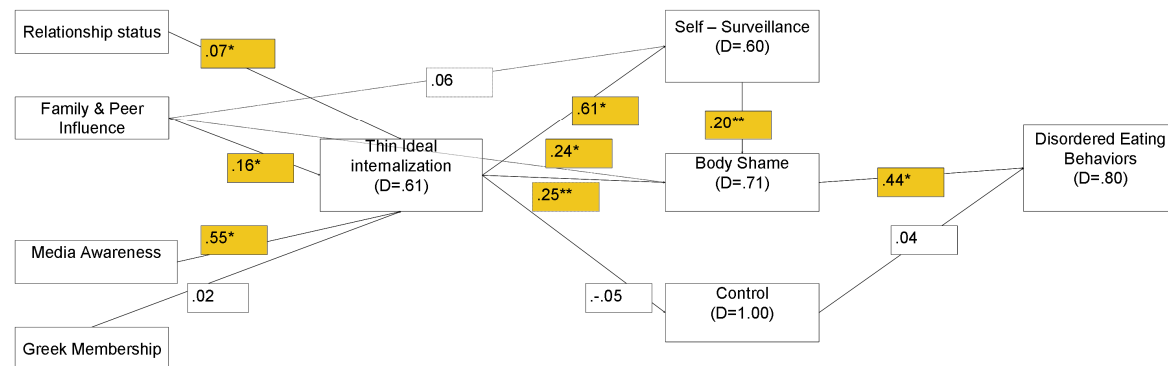 Relationship status
.07*
Family & Peer
Influence
.06
.16*
Thin Ideal
internalization
(D=.61)
Media Awareness
.55*
.02
Greek Membership
Self – Surveillance
(D=.60)
.61*
.20**
.24*
.25**
Body Shame
(D=.71)
.-.05
Control
(D=1.00)
.44*
.04
Disordered Eating
Behaviors
(D=.80)